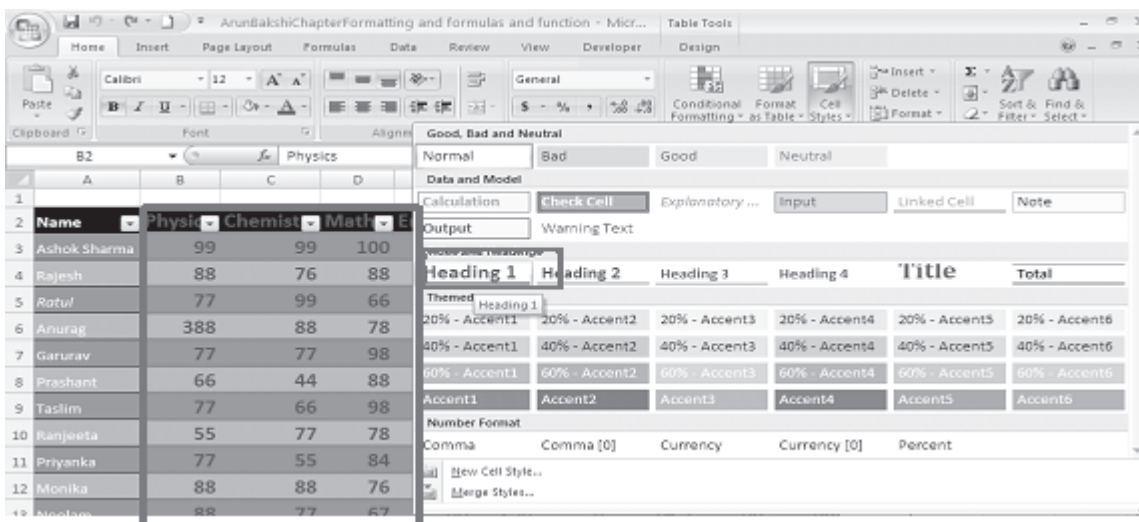 ArunBakshiChapterFormatting and formulas and function - Micr... Table Tools
Home Insert Page Layout Formulas Data Review View Developer Design
Paste
Calibri 12 A A
B I U A
General
$ % ,
Conditional Formatting
Format as Table
Cell Styles
Insert
Delete
Format
Σ
Sort & Filter
Find & Select
Clipboard Font Alignm
B2 fx Physics
A B C D
1
2 Name Physic Chemist Math E
3 Ashok Sharma 99 99 100
4 Rajesh 88 76 88
5 Ratul 77 99 66
6 Anurag 388 88 78
7 Garurav 77 77 98
8 Prashant 66 44 88
9 Taslim 77 66 98
10 Ranjeeta 55 77 78
11 Priyanka 77 55 84
12 Monika 88 88 76
13 Neelam 88 77 67
Good, Bad and Neutral
Normal Bad Good Neutral
Data and Model
Calculation Check Cell Explanatory ... Input Linked Cell Note
Output Warning Text
Heading 1 Heading 2 Heading 3 Heading 4 Title Total
Themed
Heading 1
20% - Accent1 20% - Accent2 20% - Accent3 20% - Accent4 20% - Accent5 20% - Accent6
40% - Accent1 40% - Accent2 40% - Accent3 40% - Accent4 40% - Accent5 40% - Accent6
60% - Accent1 60% - Accent2 60% - Accent3 60% - Accent4 60% - Accent5 60% - Accent6
Accent1 Accent2 Accent3 Accent4 Accent5 Accent6
Number Format
Comma Comma [0] Currency Currency [0] Percent
New Cell Style...
Merge Styles...